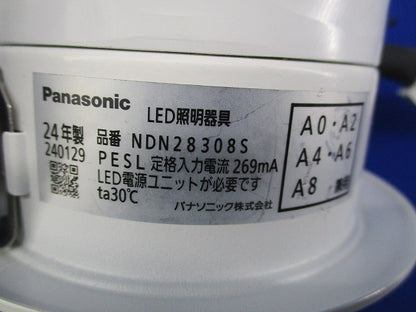 Panasonic LED照明器具
24年製 品番 NDN28308S
240129 PESL 定格入力電流 269mA
LED電源ユニットが必要です
ta30℃
パナソニック株式会社
A0・A2
A4・A6
A8 兼用